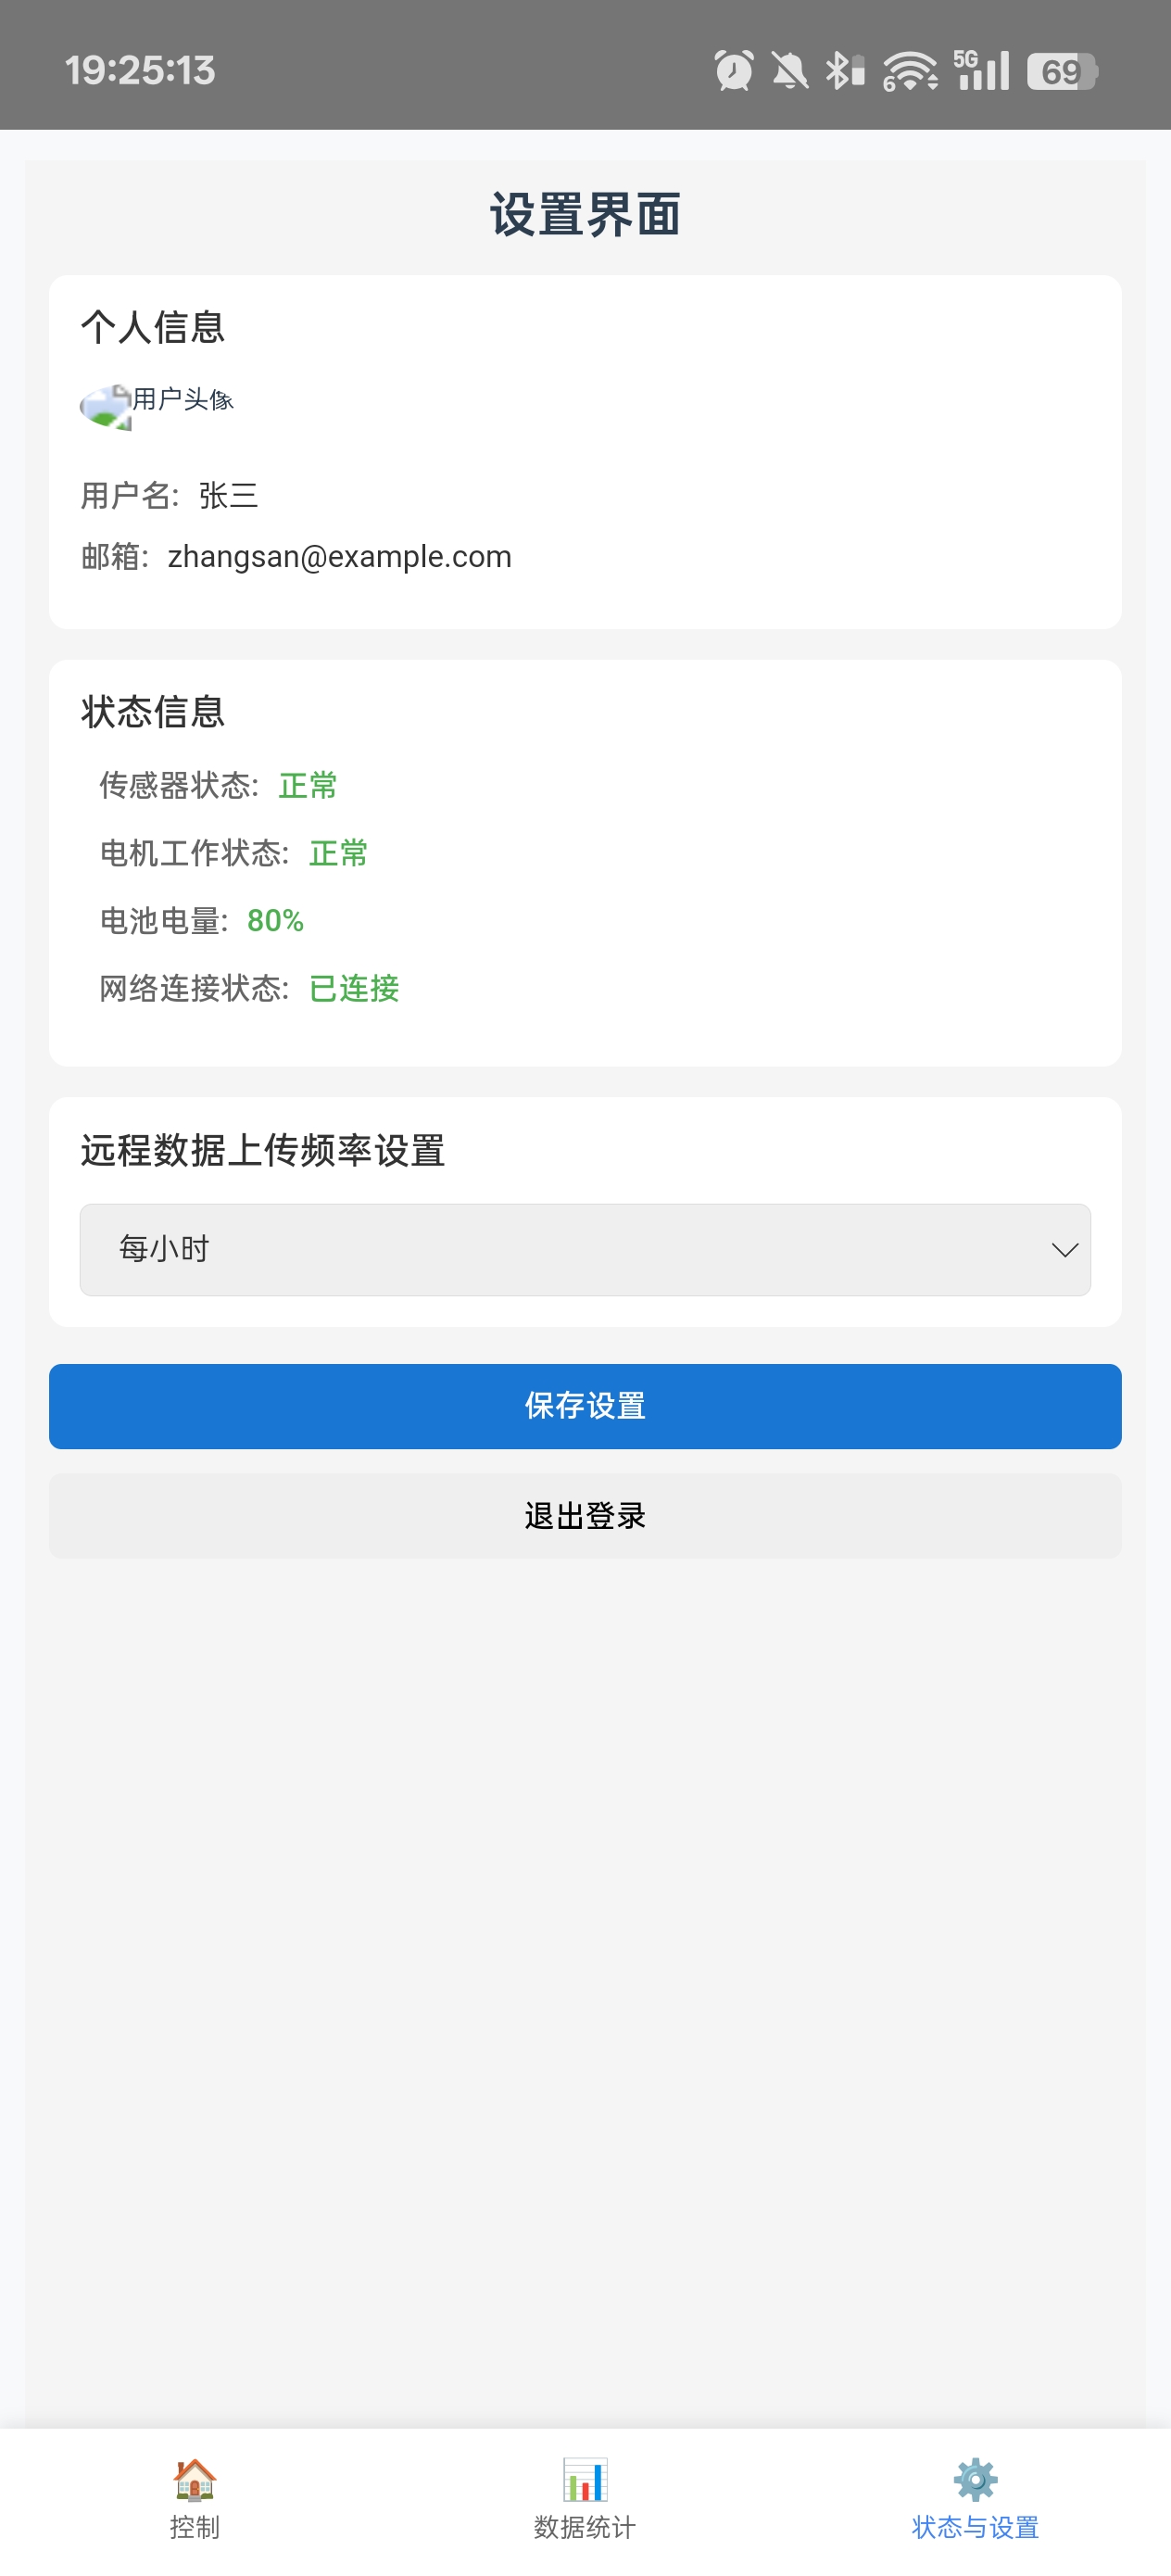 19:25:13
6
5G
69
设置界面
个人信息
用户头像
用户名: 张三
邮箱: zhangsan@example.com
状态信息
传感器状态: 正常
电机工作状态: 正常
电池电量: 80%
网络连接状态: 已连接
远程数据上传频率设置
每小时
保存设置
退出登录
控制
数据统计
状态与设置